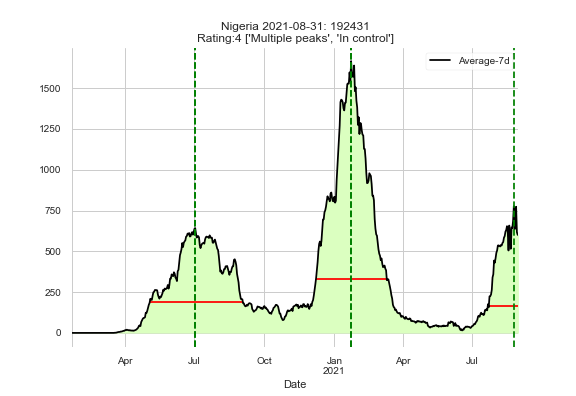 Nigeria 2021-08-31: 192431
Rating:4 ['Multiple peaks', 'In control']
Average-7d
1500
1250
1000
750
500
250
0
Apr Jul Oct Jan Apr Jul
2021
Date